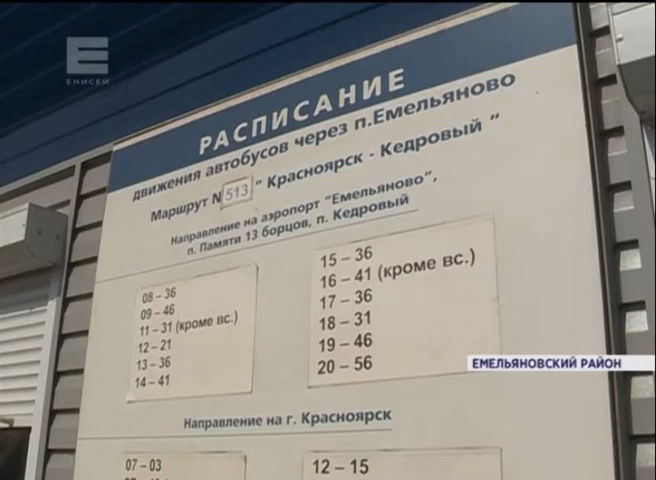 ЕНИСЕЙ
РАСПИСАНИЕ
движения автобусов через п.Емельяново
Маршрут № 513 " Красноярск - Кедровый "
Направление на аэропорт "Емельяново",
п. Памяти 13 борцов, п. Кедровый
08 – 36
09 – 46
11 – 31 (кроме вс.)
12 – 21
13 – 36
14 – 41
15 – 36
16 – 41 (кроме вс.)
17 – 36
18 – 31
19 – 46
20 – 56
ЕМЕЛЬЯНОВСКИЙ РАЙОН
Направление на г. Красноярск
07 – 03
12 – 15